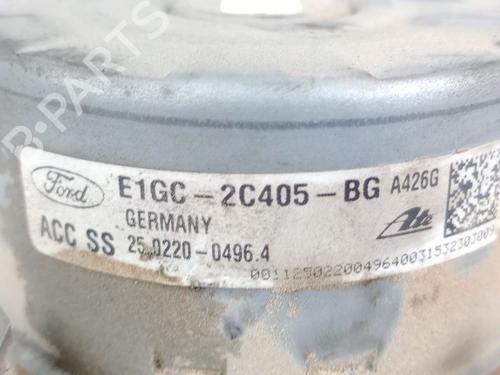 B-PARTS
Ford E1GC-2C405-BG A426G
GERMANY Ate
ACC SS 25.0220-0496.4